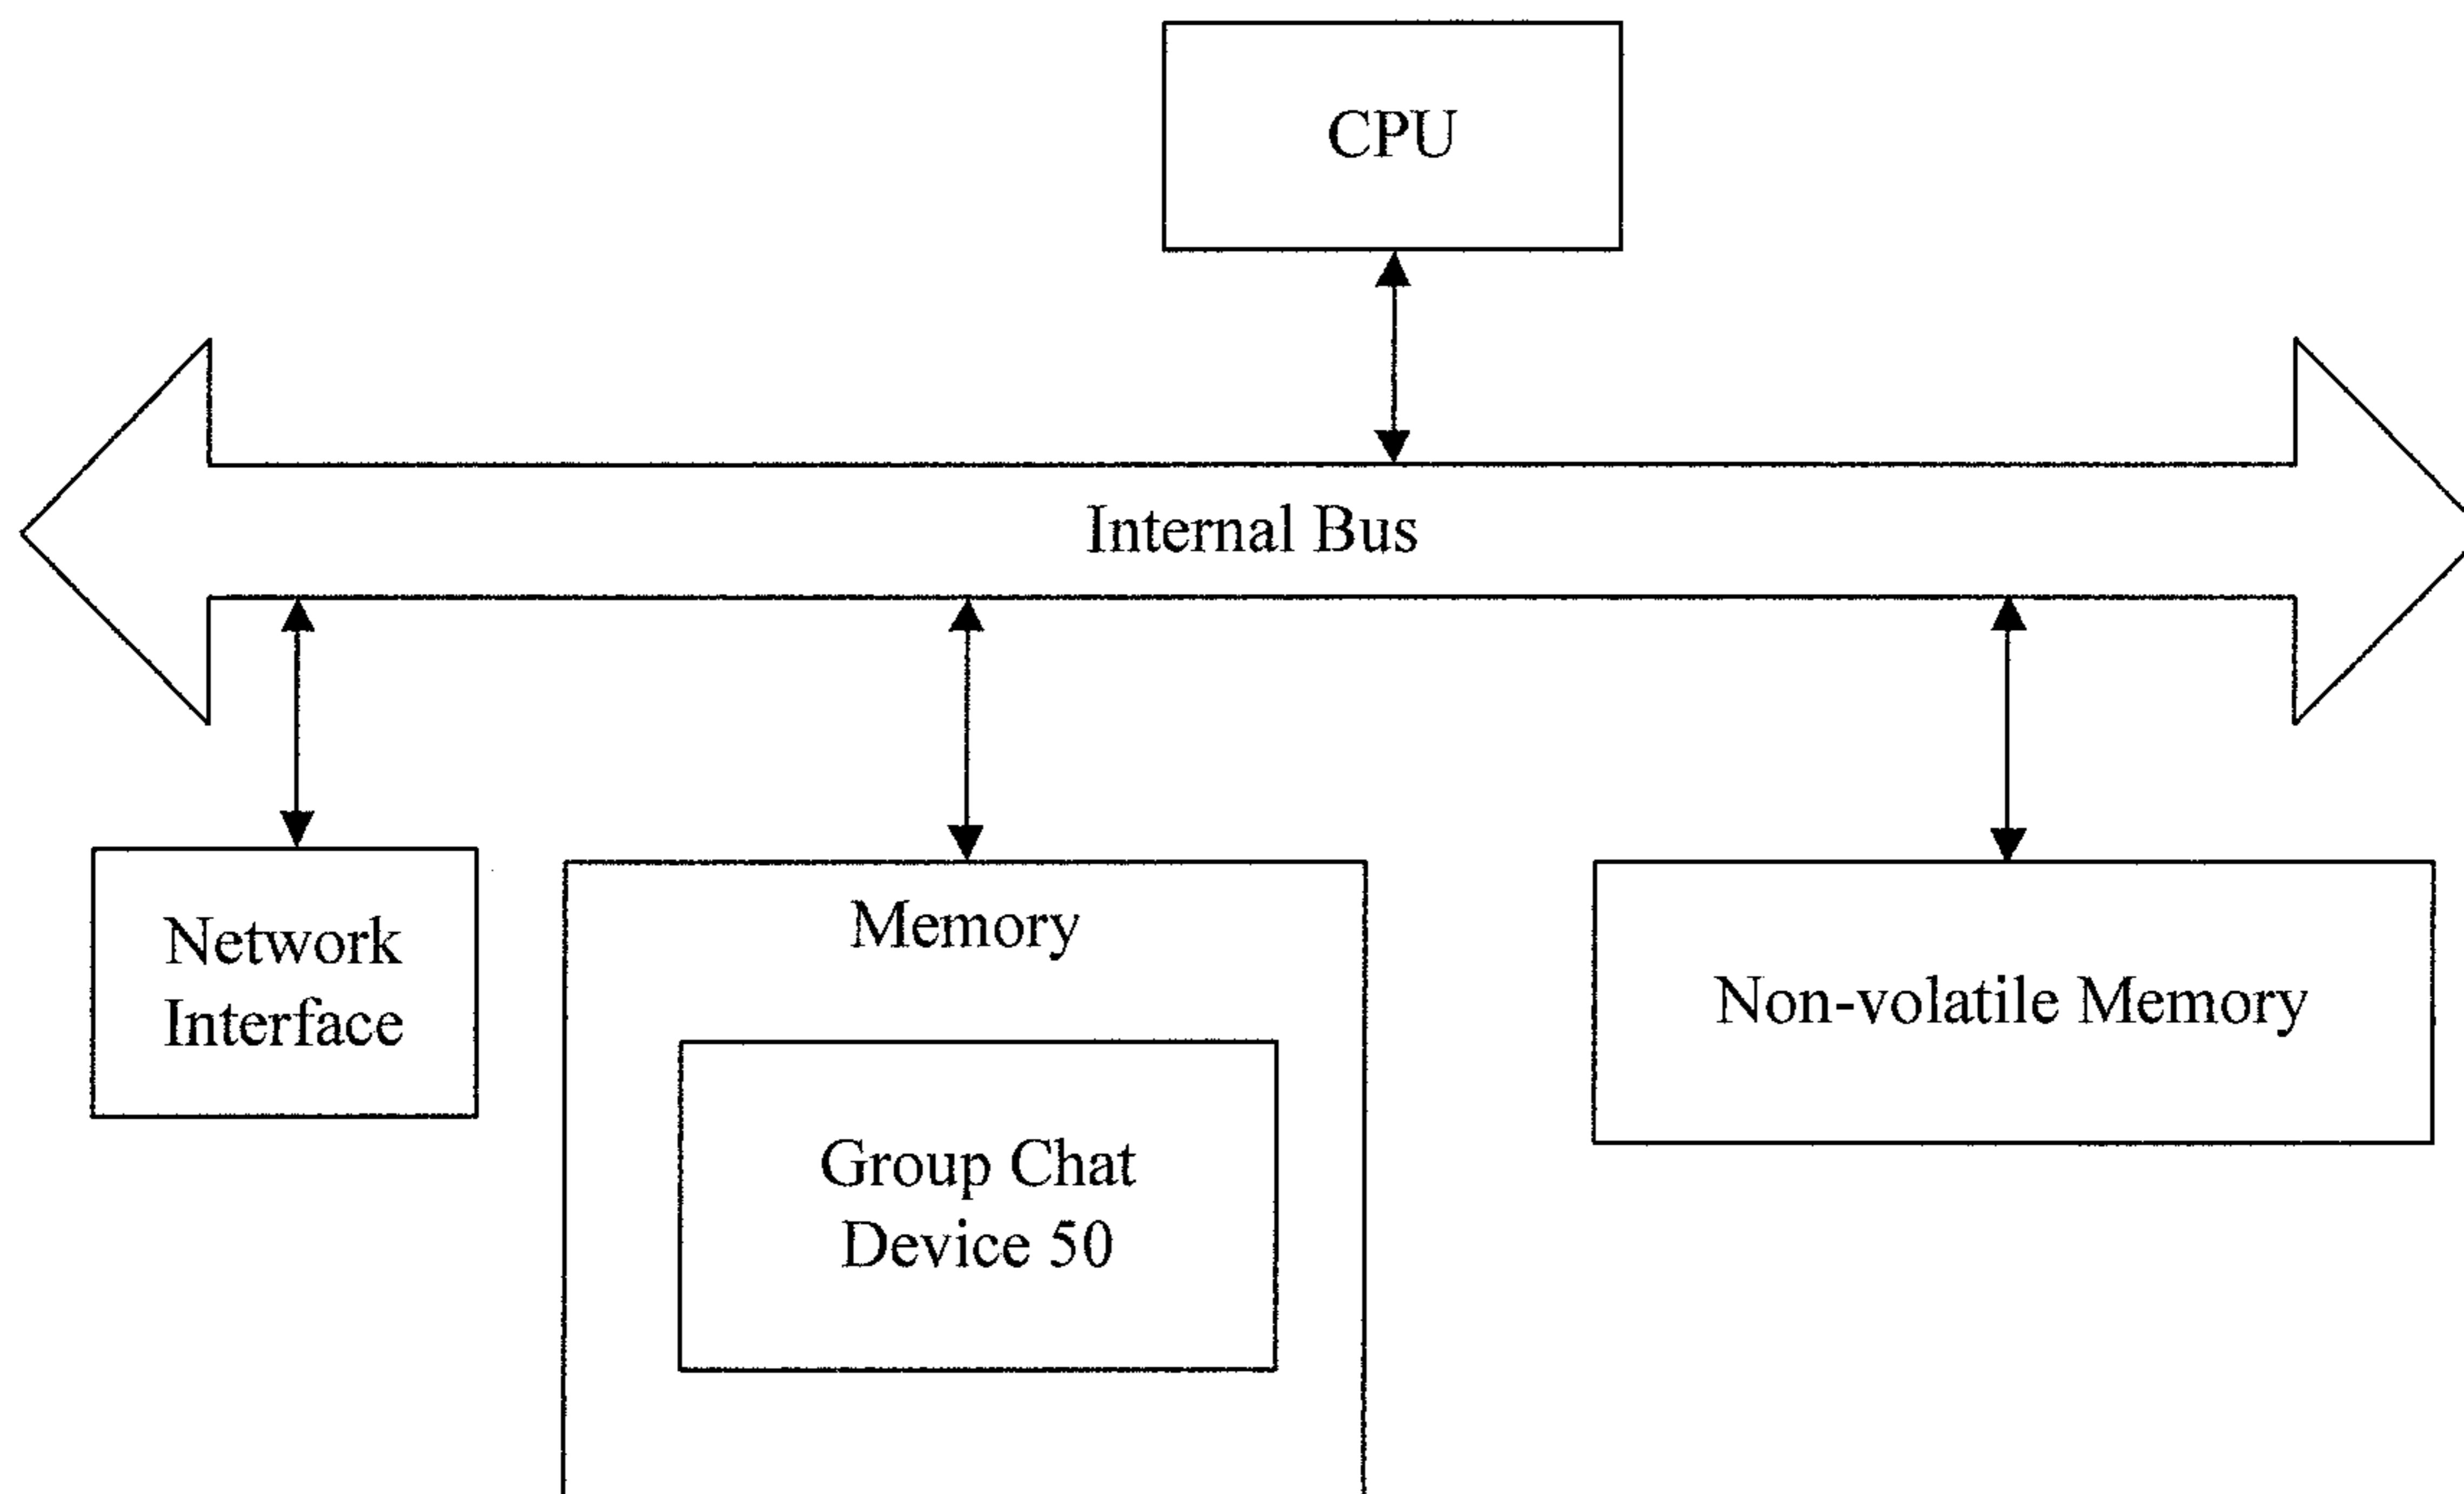 CPU
Internal Bus
Network
Interface
Memory
Group Chat
Device 50
Non-volatile Memory